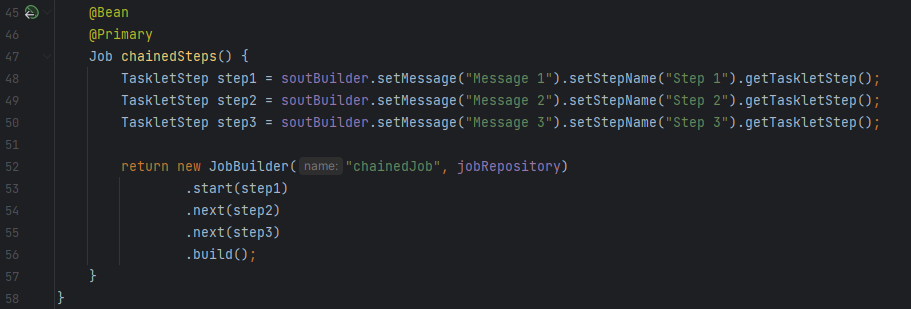 45 @Bean
46 @Primary
47 Job chainedSteps() {
48 TaskletStep step1 = soutBuilder.setMessage("Message 1").setStepName("Step 1").getTaskletStep();
49 TaskletStep step2 = soutBuilder.setMessage("Message 2").setStepName("Step 2").getTaskletStep();
50 TaskletStep step3 = soutBuilder.setMessage("Message 3").setStepName("Step 3").getTaskletStep();
51
52 return new JobBuilder( name: "chainedJob", jobRepository)
53 .start(step1)
54 .next(step2)
55 .next(step3)
56 .build();
57 }
58 }